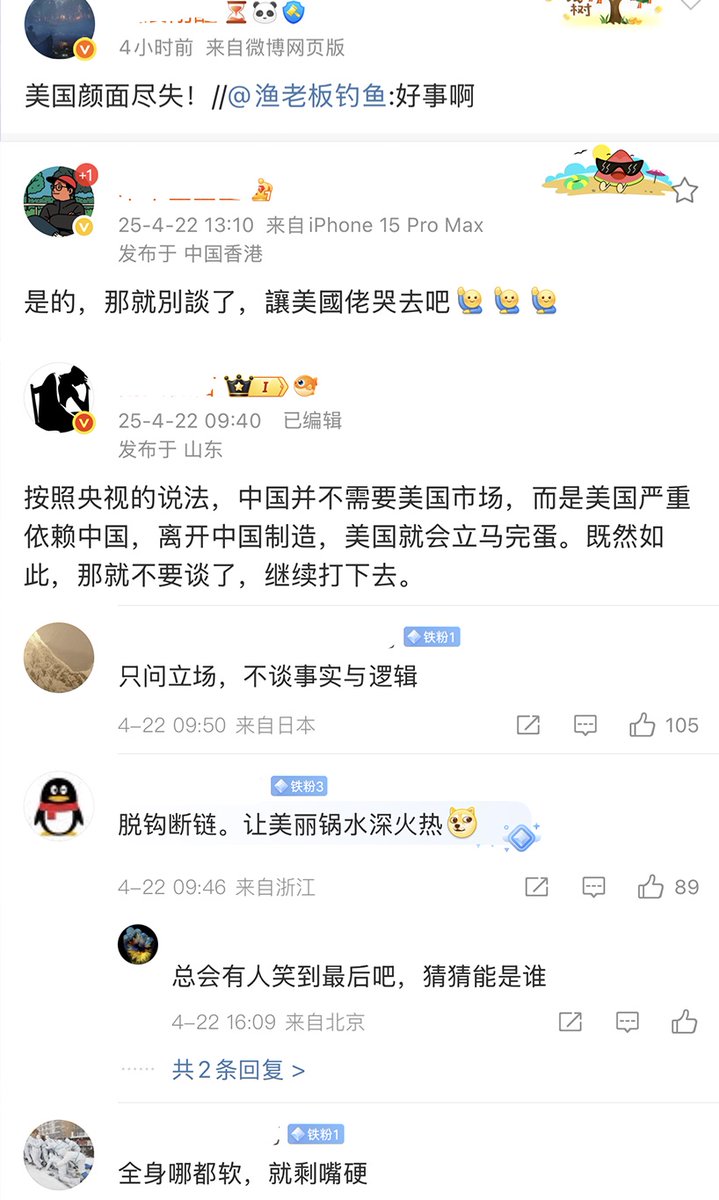 树
4小时前 来自微博网页版
美国颜面尽失！//@渔老板钓鱼:好事啊
+1
25-4-22 13:10 来自iPhone 15 Pro Max
发布于 中国香港
是的，那就別談了，讓美國佬哭去吧
I
25-4-22 09:40 已编辑
发布于 山东
按照央视的说法，中国并不需要美国市场，而是美国严重
依赖中国，离开中国制造，美国就会立马完蛋。既然如
此，那就不要谈了，继续打下去。
铁粉1
只问立场，不谈事实与逻辑
4-22 09:50 来自日本
105
铁粉3
脱钩断链。让美丽锅水深火热
4-22 09:46 来自浙江
89
总会有人笑到最后吧，猜猜能是谁
4-22 16:09 来自北京
共2条回复 >
铁粉1
全身哪都软，就剩嘴硬